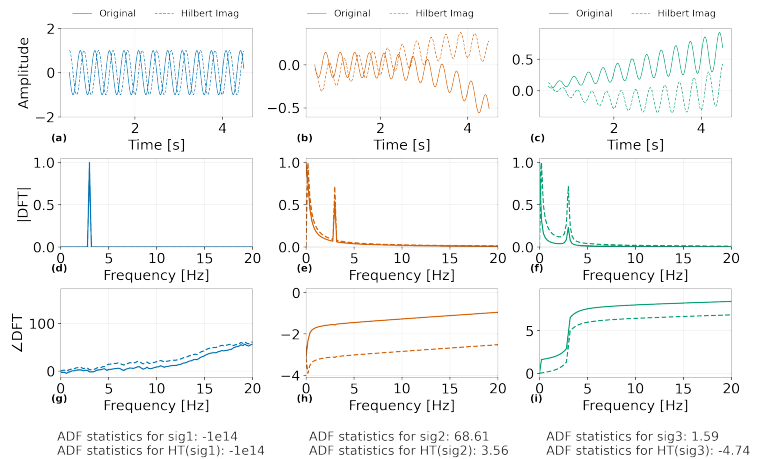 Original Hilbert Imag Original Hilbert Imag Original Hilbert Imag
2
0
−2
Amplitude
2 4
Time [s]
(a)
0.0
−0.5
0 2 4
Time [s]
(b)
0.5
0.0
2 4
Time [s]
(c)
1.0
0.5
0.0
|DFT|
0 5 10 15 20
Frequency [Hz]
(d)
1.0
0.5
0.0
0 5 10 15 20
Frequency [Hz]
(e)
1.0
0.5
0.0
0 5 10 15 20
Frequency [Hz]
(f)
100
0
∠DFT
0 5 10 15 20
Frequency [Hz]
(g)
0
−2
−4
0 5 10 15 20
Frequency [Hz]
(h)
5
0
0 5 10 15 20
Frequency [Hz]
(i)
ADF statistics for sig1: -1e14
ADF statistics for HT(sig1): -1e14
ADF statistics for sig2: 68.61
ADF statistics for HT(sig2): 3.56
ADF statistics for sig3: 1.59
ADF statistics for HT(sig3): -4.74